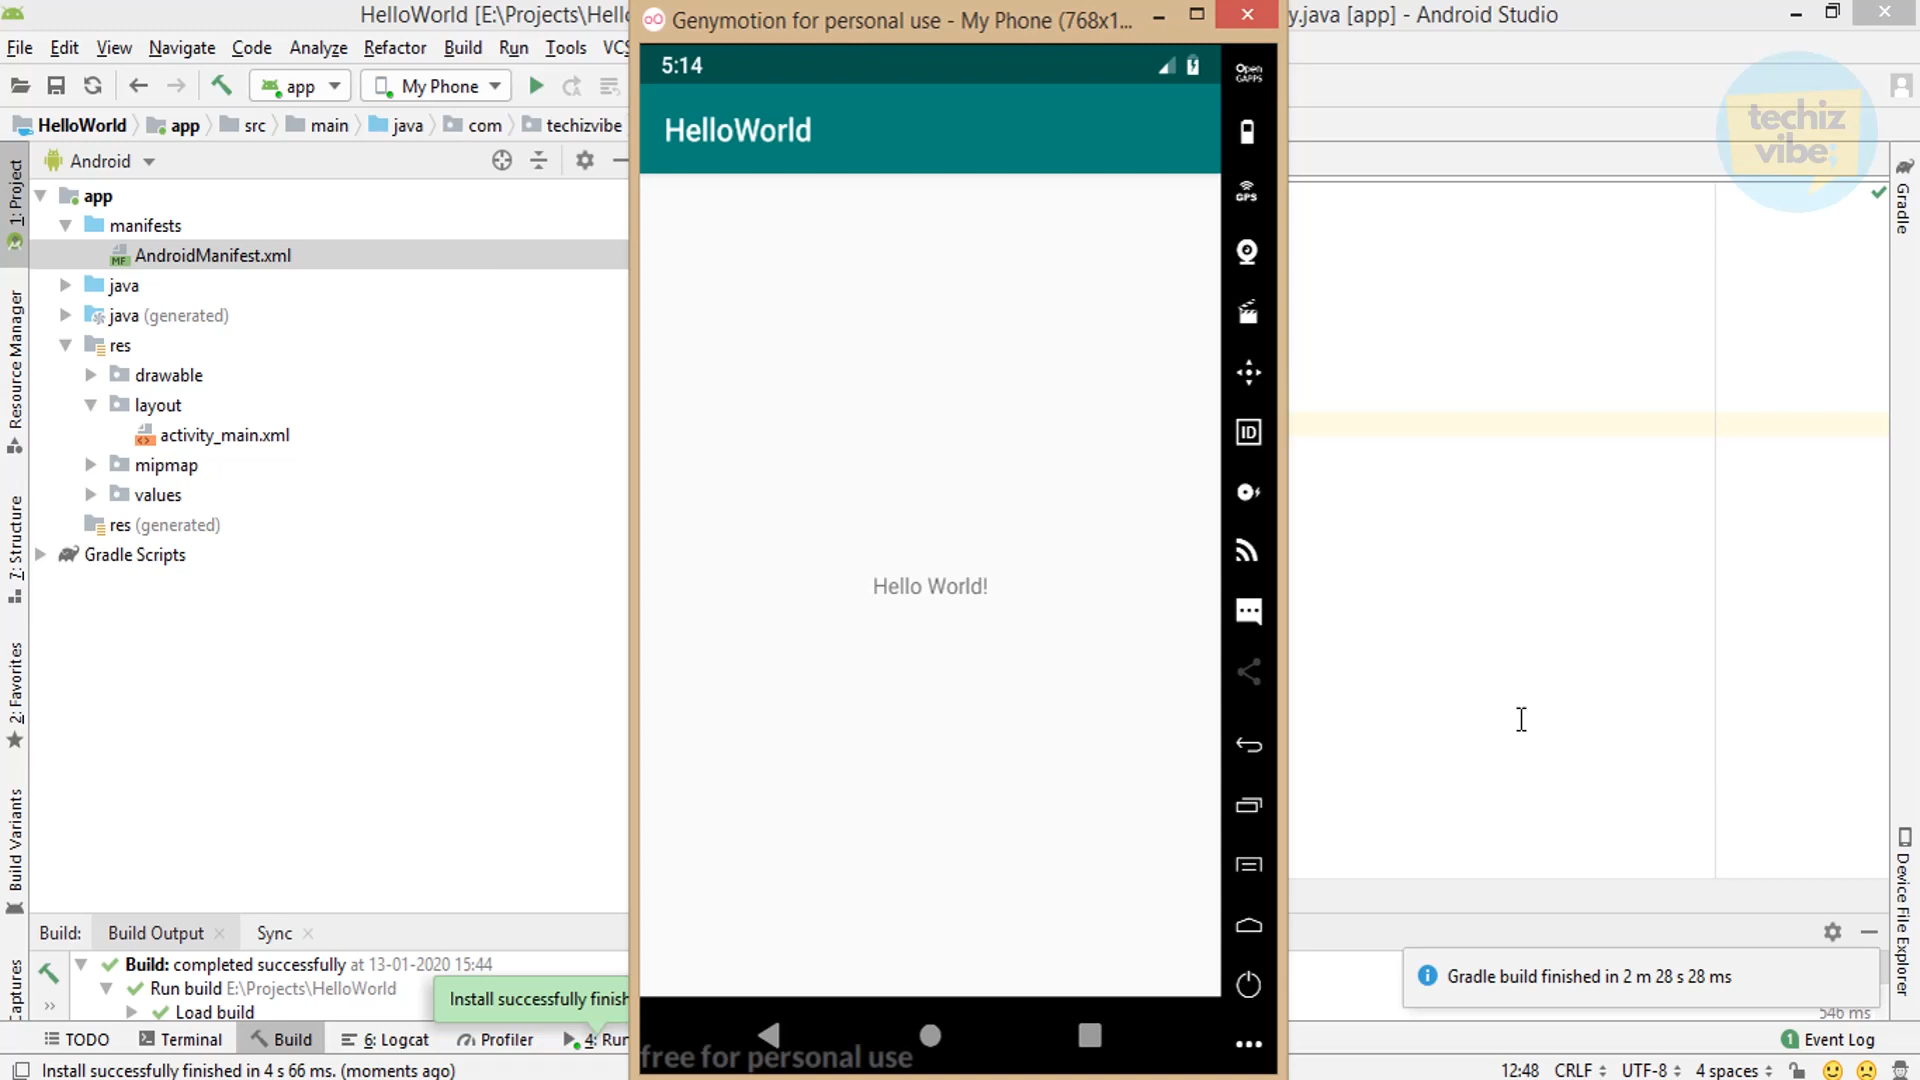 HelloWorld [E:\Projects\Hello
Genymotion for personal use - My Phone (768x1...
y.java [app] - Android Studio
File Edit View Navigate Code Analyze Refactor Build Run Tools VCS
app My Phone
HelloWorld app src main java com techizvibe
Android
app
manifests
AndroidManifest.xml
java
java (generated)
res
drawable
layout
activity_main.xml
mipmap
values
res (generated)
Gradle Scripts
1: Project
Resource Manager
7: Structure
2: Favorites
Build Variants
Captures
5:14
HelloWorld
Hello World!
free for personal use
Open GAPPS
GPS
ID
techiz
vibe;
Gradle
Device File Explorer
Build: Build Output Sync
Build: completed successfully at 13-01-2020 15:44
Run build E:\Projects\HelloWorld
Load build
Install successfully finish
Gradle build finished in 2 m 28 s 28 ms
546 ms
TODO Terminal Build 6: Logcat Profiler 4: Run
1 Event Log
Install successfully finished in 4 s 66 ms. (moments ago)
12:48 CRLF UTF-8 4 spaces